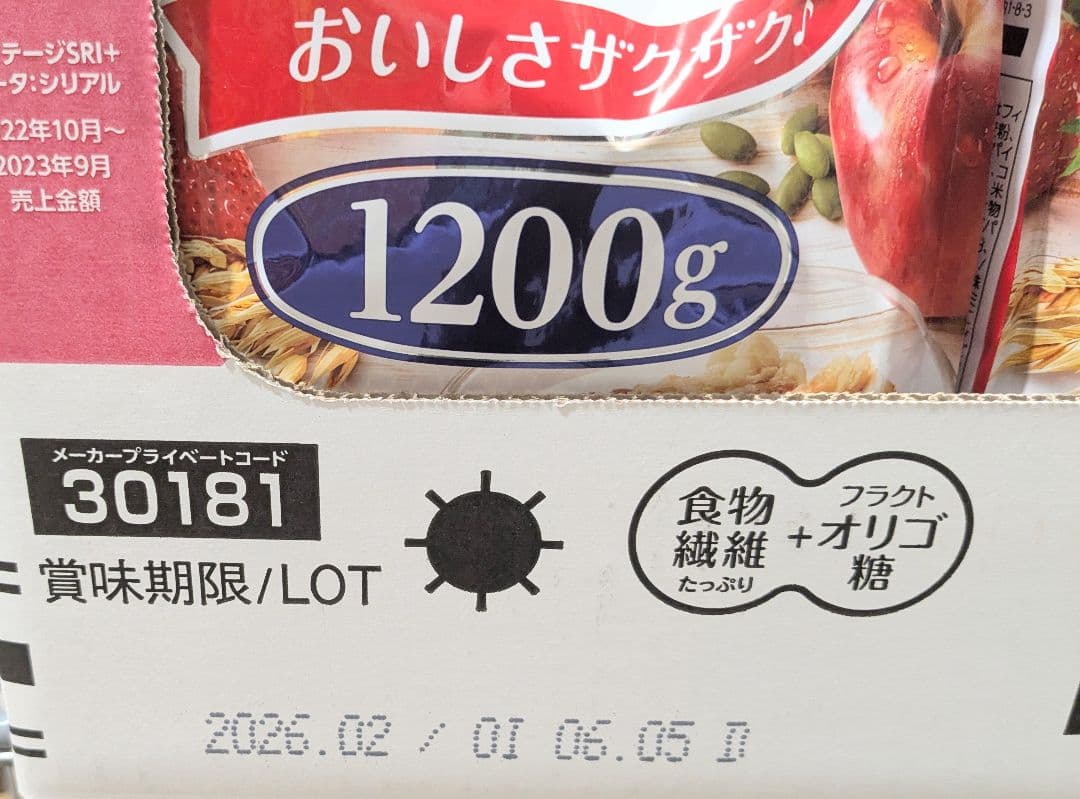 おいしさザクザク♪
テージSRI+
ータ:シリアル
22年10月～
2023年9月
売上金額
1200g
メーカープライベートコード
30181
賞味期限/LOT
食物
繊維
たっぷり
+
フラクト
オリゴ
糖
2026.02 / 0I 06.05 D